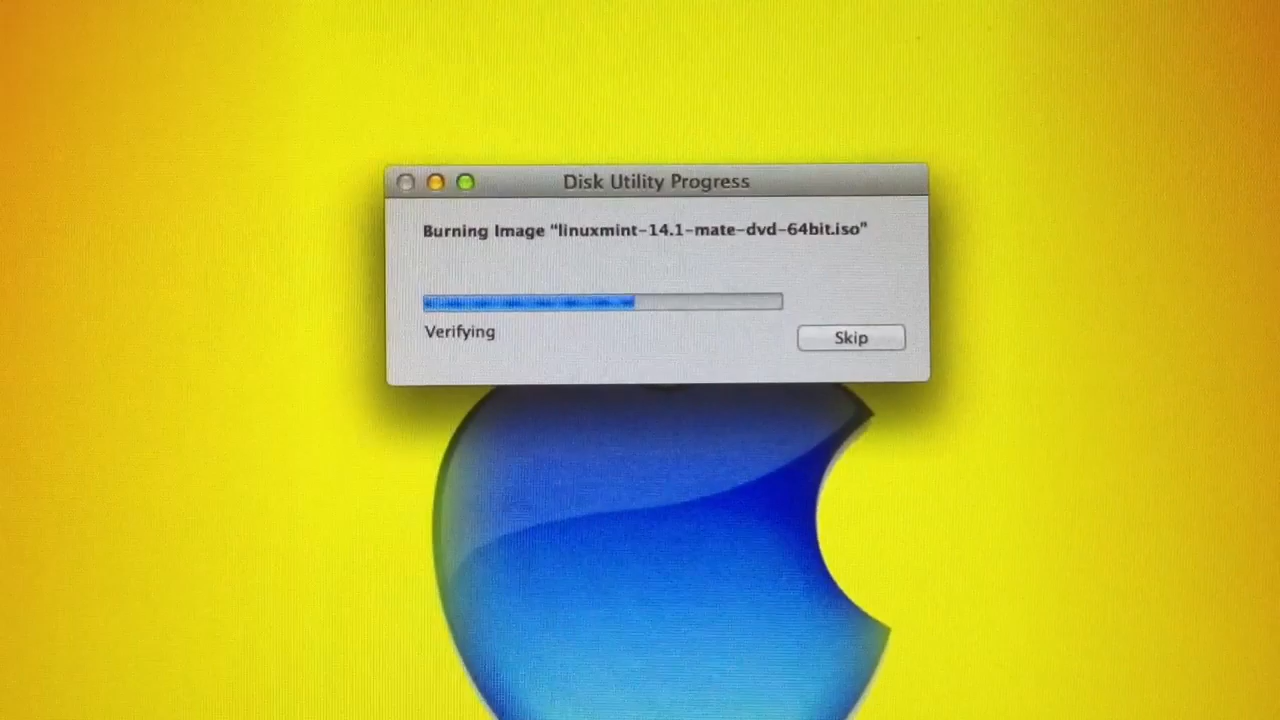 Disk Utility Progress
Burning Image “linuxmint-14.1-mate-dvd-64bit.iso”
Verifying
Skip